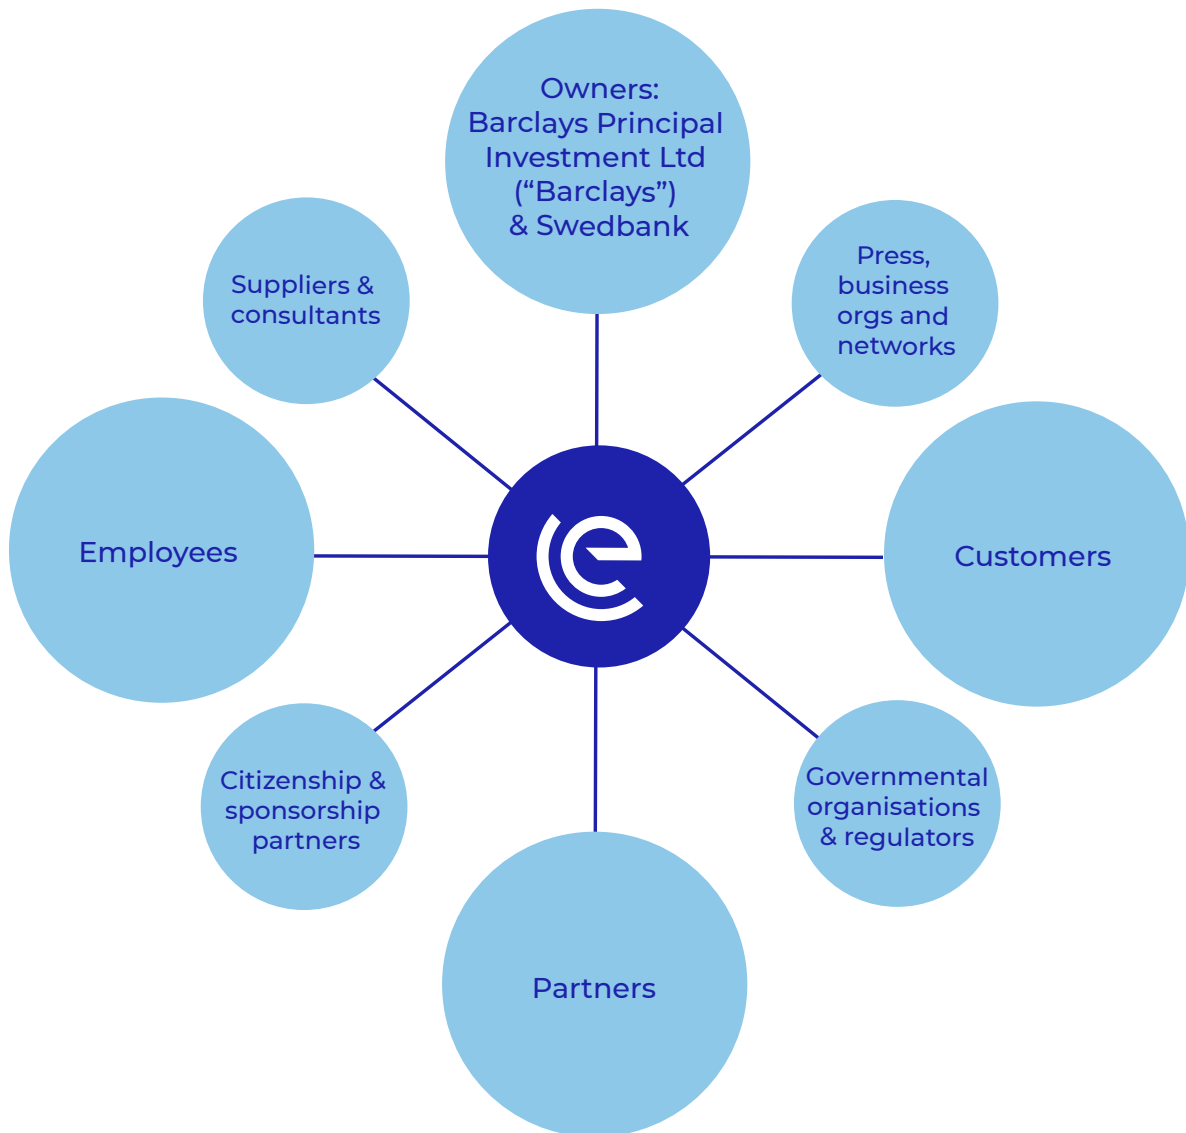 Owners:
Barclays Principal
Investment Ltd
(“Barclays”)
& Swedbank
Suppliers &
consultants
Press,
business
orgs and
networks
Employees
Customers
Citizenship &
sponsorship
partners
Governmental
organisations
& regulators
Partners